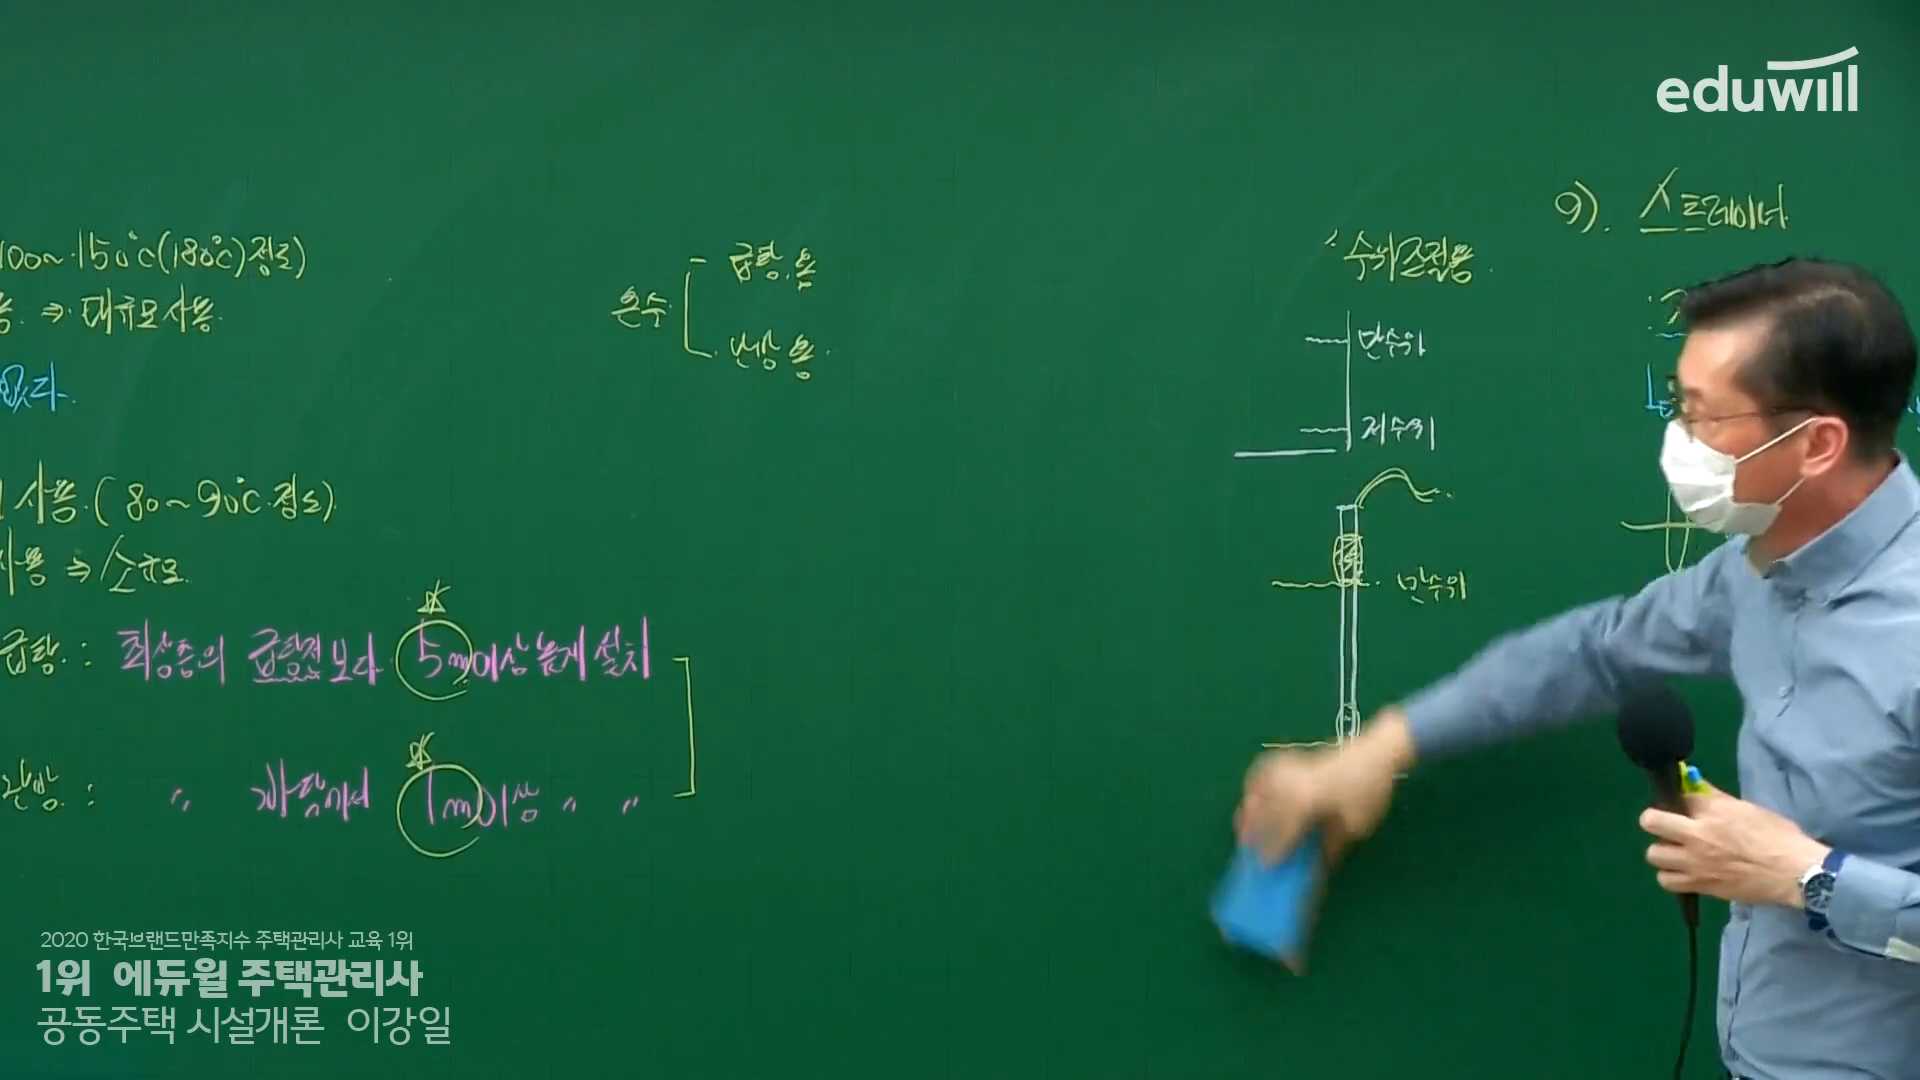 eduwill
100~150℃(180℃)정도)
용. ⇒ 대규모사용.
없다.
사용.( 80~90℃.정도)
사용 ⇒ 소규모.
급탕. : 최상층의 급탕전보다 5m이상높게 설치
난방. : 〃 1m이상 〃 〃
온수
급탕.용
난방 용.
수위조절용.
만수위
저수위
만수위
9). 스트레이너
2020 한국브랜드만족지수 주택관리사 교육 1위
1위 에듀윌 주택관리사
공동주택 시설개론 이강일